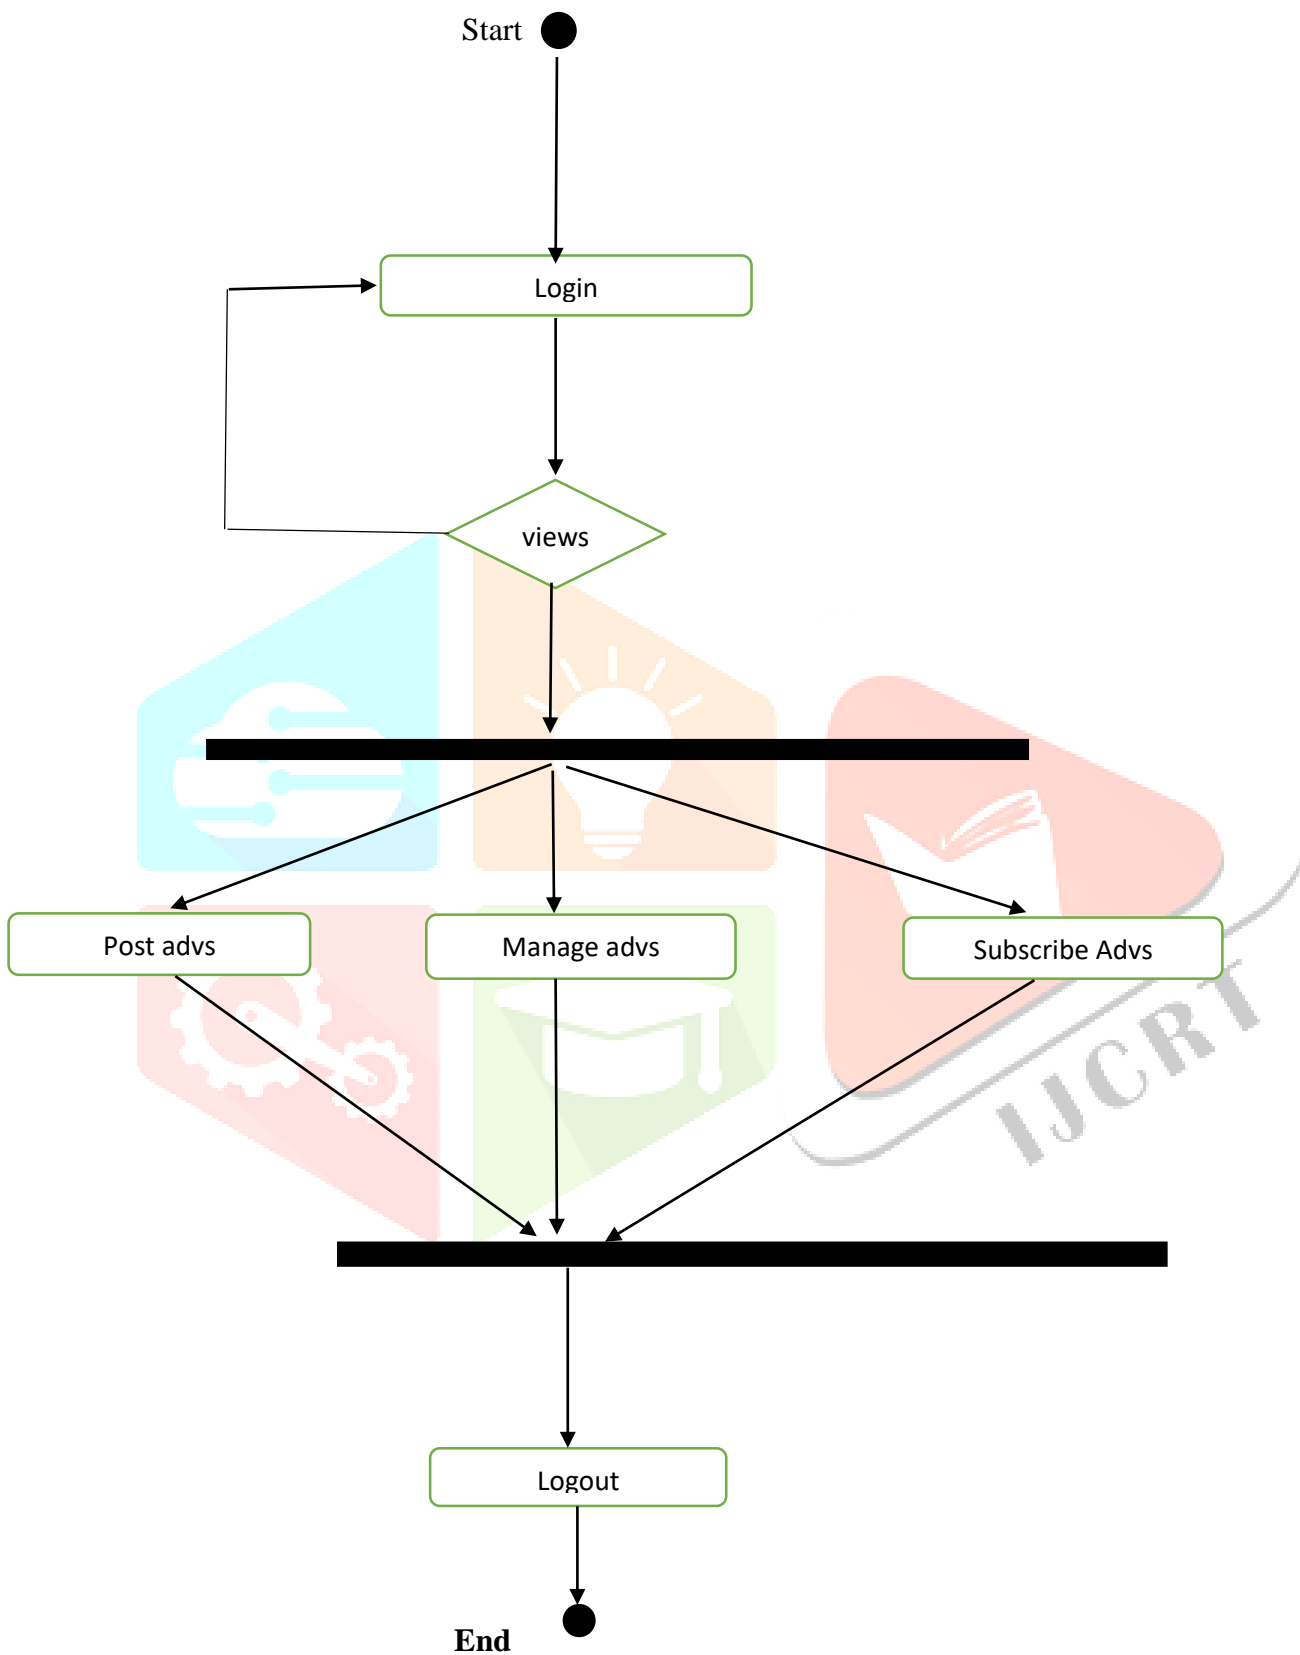 Start
Login
views
Post advs
Manage advs
Subscribe Advs
IJCRT
Logout
End